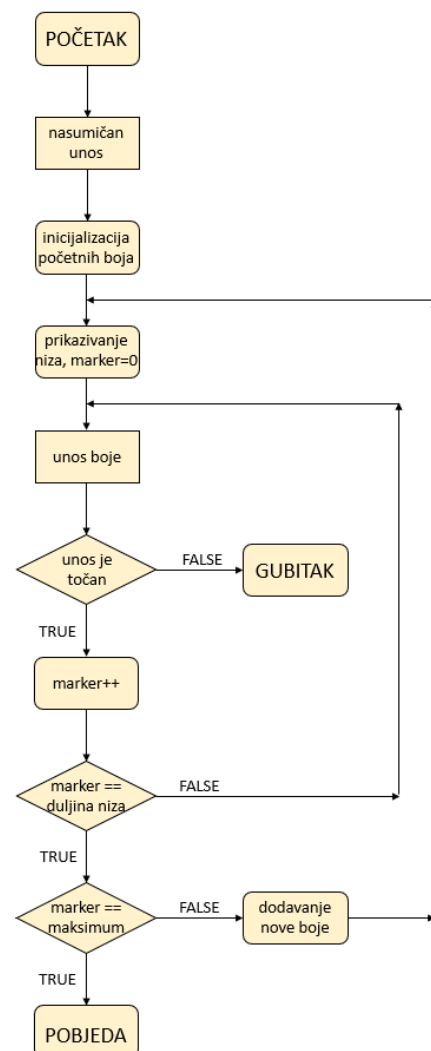 POČETAK
nasumičan
unos
inicijalizacija
početnih boja
prikazivanje
niza, marker=0
unos boje
unos je
točan
FALSE
GUBITAK
TRUE
marker++
marker ==
duljina niza
FALSE
TRUE
marker ==
maksimum
FALSE
dodavanje
nove boje
TRUE
POBJEDA